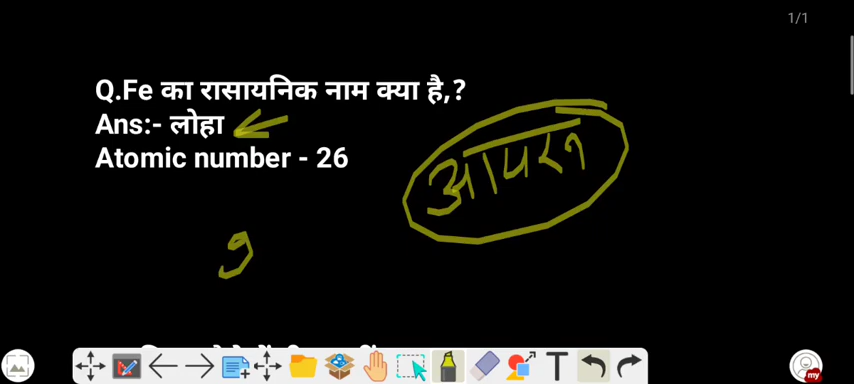 1/1
Q.Fe का रासायनिक नाम क्या है,?
Ans:- लोहा
आयरन
Atomic number - 26